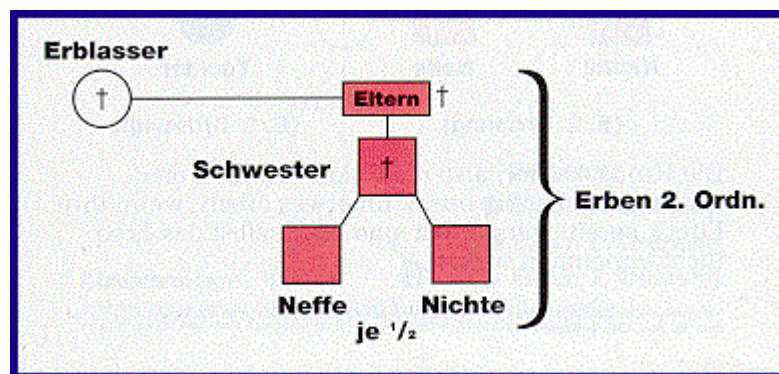 Erblasser
†
Eltern †
Schwester †
Erben 2. Ordn.
Neffe Nichte
je ¹/₂